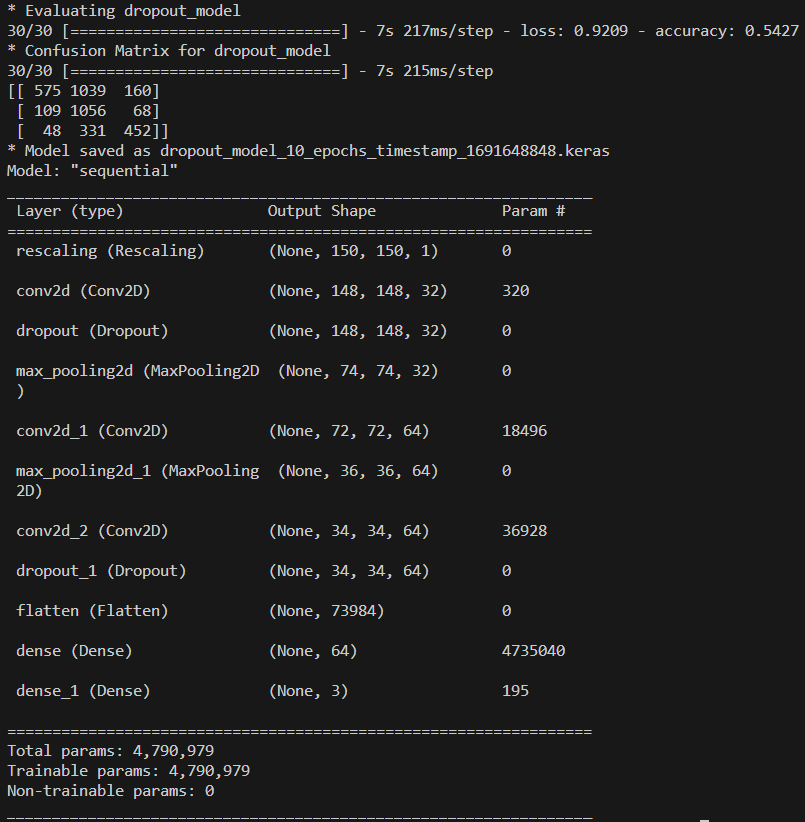 * Evaluating dropout_model
30/30 [==============================] - 7s 217ms/step - loss: 0.9209 - accuracy: 0.5427
* Confusion Matrix for dropout_model
30/30 [==============================] - 7s 215ms/step
[[ 575 1039  160]
 [ 109 1056   68]
 [  48  331  452]]
* Model saved as dropout_model_10_epochs_timestamp_1691648848.keras
Model: "sequential"
_________________________________________________________________
 Layer (type)                Output Shape              Param #
=================================================================
 rescaling (Rescaling)       (None, 150, 150, 1)       0
 conv2d (Conv2D)             (None, 148, 148, 32)      320
 dropout (Dropout)           (None, 148, 148, 32)      0
 max_pooling2d (MaxPooling2D  (None, 74, 74, 32)       0
 )
 conv2d_1 (Conv2D)           (None, 72, 72, 64)        18496
 max_pooling2d_1 (MaxPooling  (None, 36, 36, 64)       0
 2D)
 conv2d_2 (Conv2D)           (None, 34, 34, 64)        36928
 dropout_1 (Dropout)         (None, 34, 34, 64)        0
 flatten (Flatten)           (None, 73984)             0
 dense (Dense)               (None, 64)                4735040
 dense_1 (Dense)             (None, 3)                 195
=================================================================
Total params: 4,790,979
Trainable params: 4,790,979
Non-trainable params: 0
_________________________________________________________________